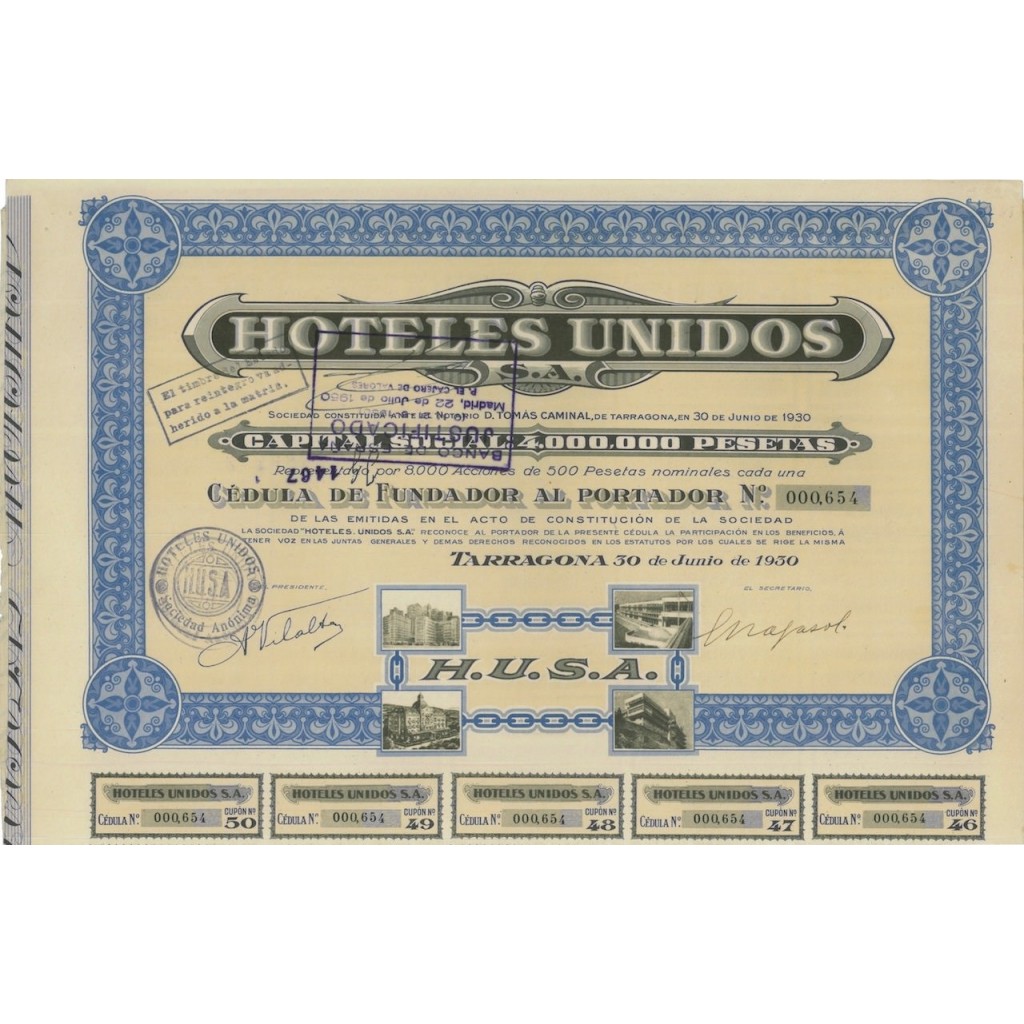 HOTELES UNIDOS
S.A.
El timbre
para reintegro va ad-
herido a la matriz.
SOCIEDAD CONSTITUIDA ANTE EL NOTARIO D. TOMÁS CAMINAL, DE TARRAGONA, EN 30 DE JUNIO DE 1930
CAPITAL SOCIAL 4.000.000 PESETAS
Representado por 8.000 Acciones de 500 Pesetas nominales cada una
BANCO DE ESPAÑA
JUSTIFICADO
Madrid, 22 de Julio de 1950
P. EL CAJERO DE VALORES
1467
CÉDULA DE FUNDADOR AL PORTADOR Nº. 000,654
DE LAS EMITIDAS EN EL ACTO DE CONSTITUCIÓN DE LA SOCIEDAD
LA SOCIEDAD "HOTELES. UNIDOS S.A." RECONOCE AL PORTADOR DE LA PRESENTE CÉDULA LA PARTICIPACIÓN EN LOS BENEFICIOS, Á
TENER VOZ EN LAS JUNTAS GENERALES Y DEMAS DERECHOS RECONOCIDOS EN LOS ESTATUTOS POR LOS CUALES SE RIGE LA MISMA
TARRAGONA 30 de Junio de 1930
HOTELES UNIDOS
H.U.S.A
Sociedad Anónima
PRESIDENTE,
EL SECRETARIO,
H.U.S.A.
HOTELES UNIDOS S.A.
CÉDULA Nº. 000,654 CUPÓN Nº 50
HOTELES UNIDOS S.A.
CÉDULA Nº. 000,654 CUPÓN Nº 49
HOTELES UNIDOS S.A.
CÉDULA Nº. 000,654 CUPÓN Nº 48
HOTELES UNIDOS S.A.
CÉDULA Nº. 000,654 CUPÓN Nº 47
HOTELES UNIDOS S.A.
CÉDULA Nº. 000,654 CUPÓN Nº 46